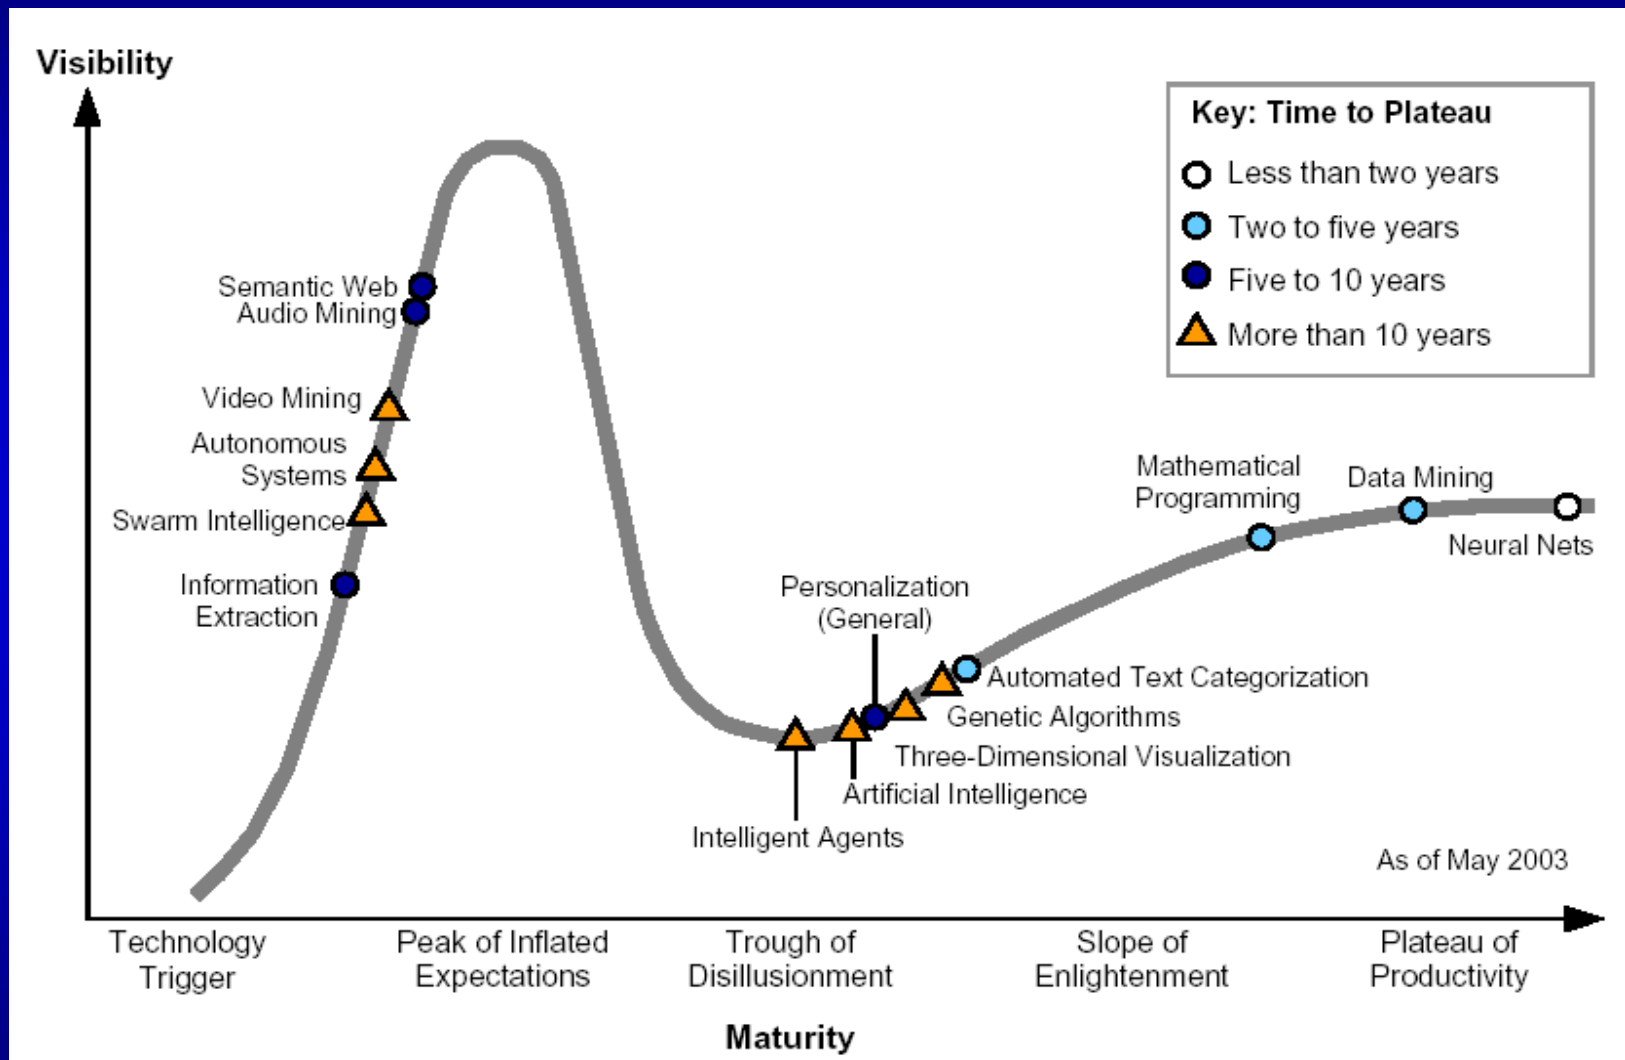 Visibility
Key: Time to Plateau
Less than two years
Two to five years
Five to 10 years
More than 10 years
Semantic Web
Audio Mining
Video Mining
Autonomous
Systems
Swarm Intelligence
Information
Extraction
Mathematical
Programming
Data Mining
Neural Nets
Personalization
(General)
Automated Text Categorization
Genetic Algorithms
Three-Dimensional Visualization
Artificial Intelligence
Intelligent Agents
As of May 2003
Technology
Trigger
Peak of Inflated
Expectations
Trough of
Disillusionment
Slope of
Enlightenment
Plateau of
Productivity
Maturity